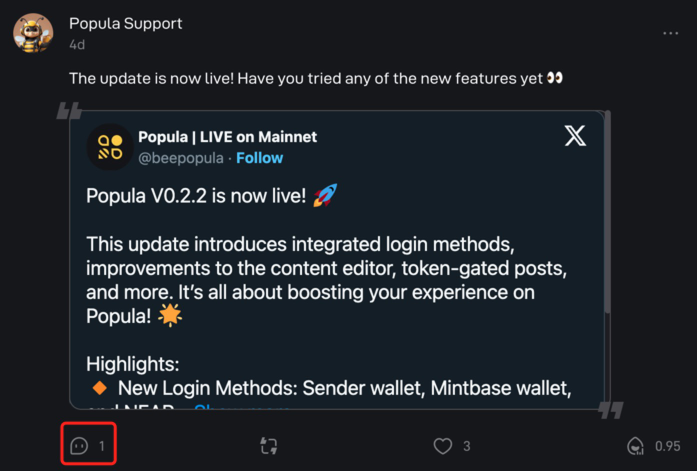 Popula Support
4d
...
The update is now live! Have you tried any of the new features yet 👀
Popula | LIVE on Mainnet
@beepopula · Follow
Popula V0.2.2 is now live! 🚀
This update introduces integrated login methods,
improvements to the content editor, token-gated posts,
and more. It's all about boosting your experience on
Popula! 🌟
Highlights:
🔸 New Login Methods: Sender wallet, Mintbase wallet,
and NEAR
1
3
0.95